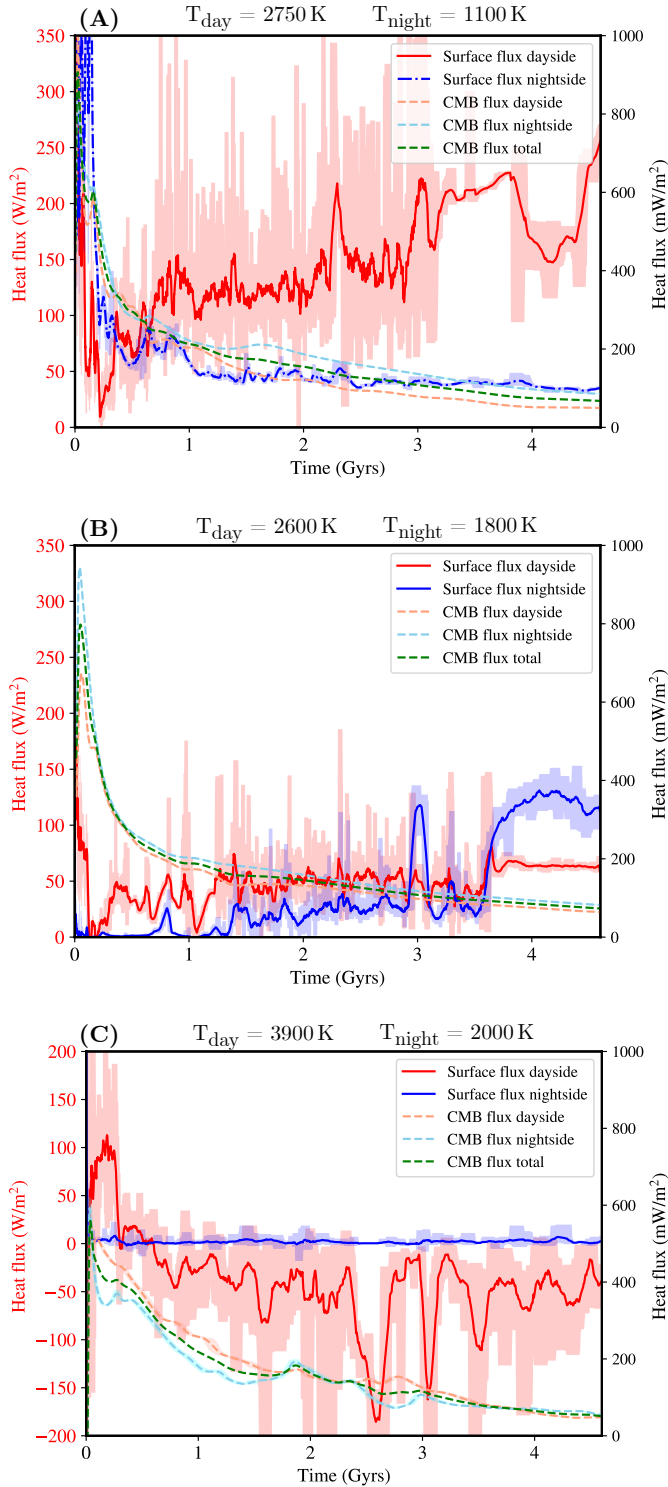 (A) T_day = 2750 K T_night = 1100 K
350
300
250
200
150
100
50
0
Heat flux (W/m²)
1000
800
600
400
200
0
Heat flux (mW/m²)
Surface flux dayside
Surface flux nightside
CMB flux dayside
CMB flux nightside
CMB flux total
0 1 2 3 4
Time (Gyrs)
(B) T_day = 2600 K T_night = 1800 K
350
300
250
200
150
100
50
0
Heat flux (W/m²)
1000
800
600
400
200
0
Heat flux (mW/m²)
Surface flux dayside
Surface flux nightside
CMB flux dayside
CMB flux nightside
CMB flux total
0 1 2 3 4
Time (Gyrs)
(C) T_day = 3900 K T_night = 2000 K
200
150
100
50
0
−50
−100
−150
−200
Heat flux (W/m²)
1000
800
600
400
200
0
Heat flux (mW/m²)
Surface flux dayside
Surface flux nightside
CMB flux dayside
CMB flux nightside
CMB flux total
0 1 2 3 4
Time (Gyrs)